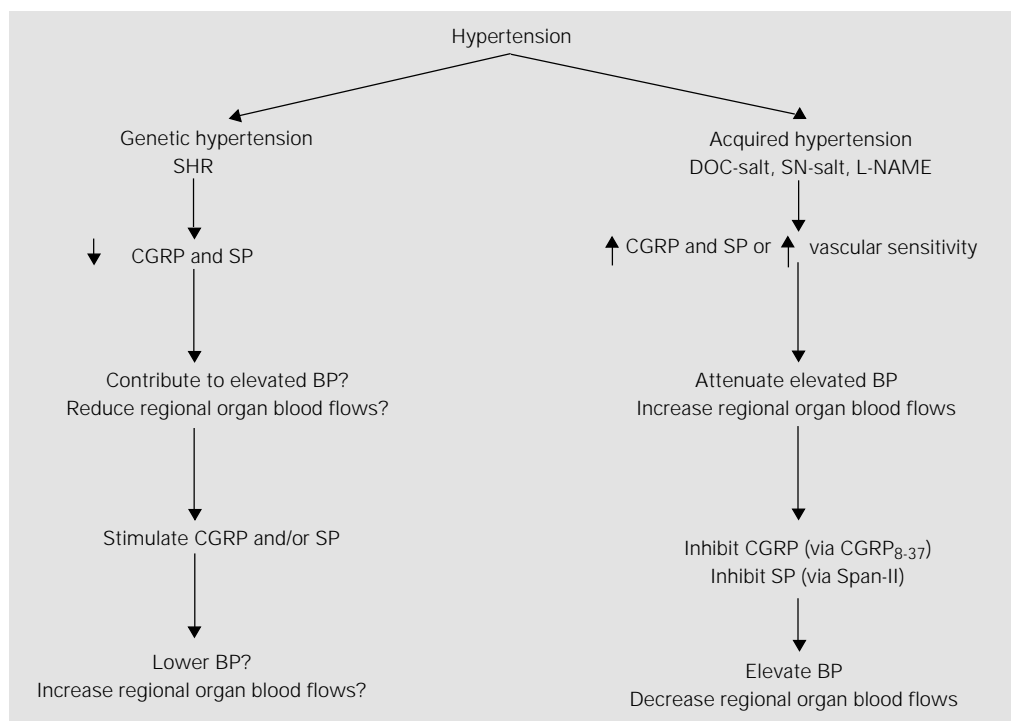 Hypertension
Genetic hypertension
SHR
CGRP and SP
Contribute to elevated BP?
Reduce regional organ blood flows?
Stimulate CGRP and/or SP
Lower BP?
Increase regional organ blood flows?
Acquired hypertension
DOC-salt, SN-salt, L-NAME
CGRP and SP or vascular sensitivity
Attenuate elevated BP
Increase regional organ blood flows
Inhibit CGRP (via CGRP8-37)
Inhibit SP (via Span-II)
Elevate BP
Decrease regional organ blood flows